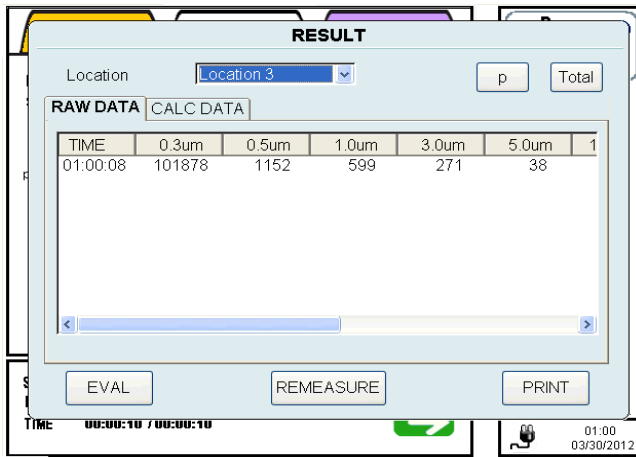 RESULT
Location Location 3 p Total
RAW DATA CALC DATA
TIME 0.3um 0.5um 1.0um 3.0um 5.0um 1
01:00:08 101878 1152 599 271 38
EVAL REMEASURE PRINT
TIME 00:00:10 / 00:00:10
01:00
03/30/2012